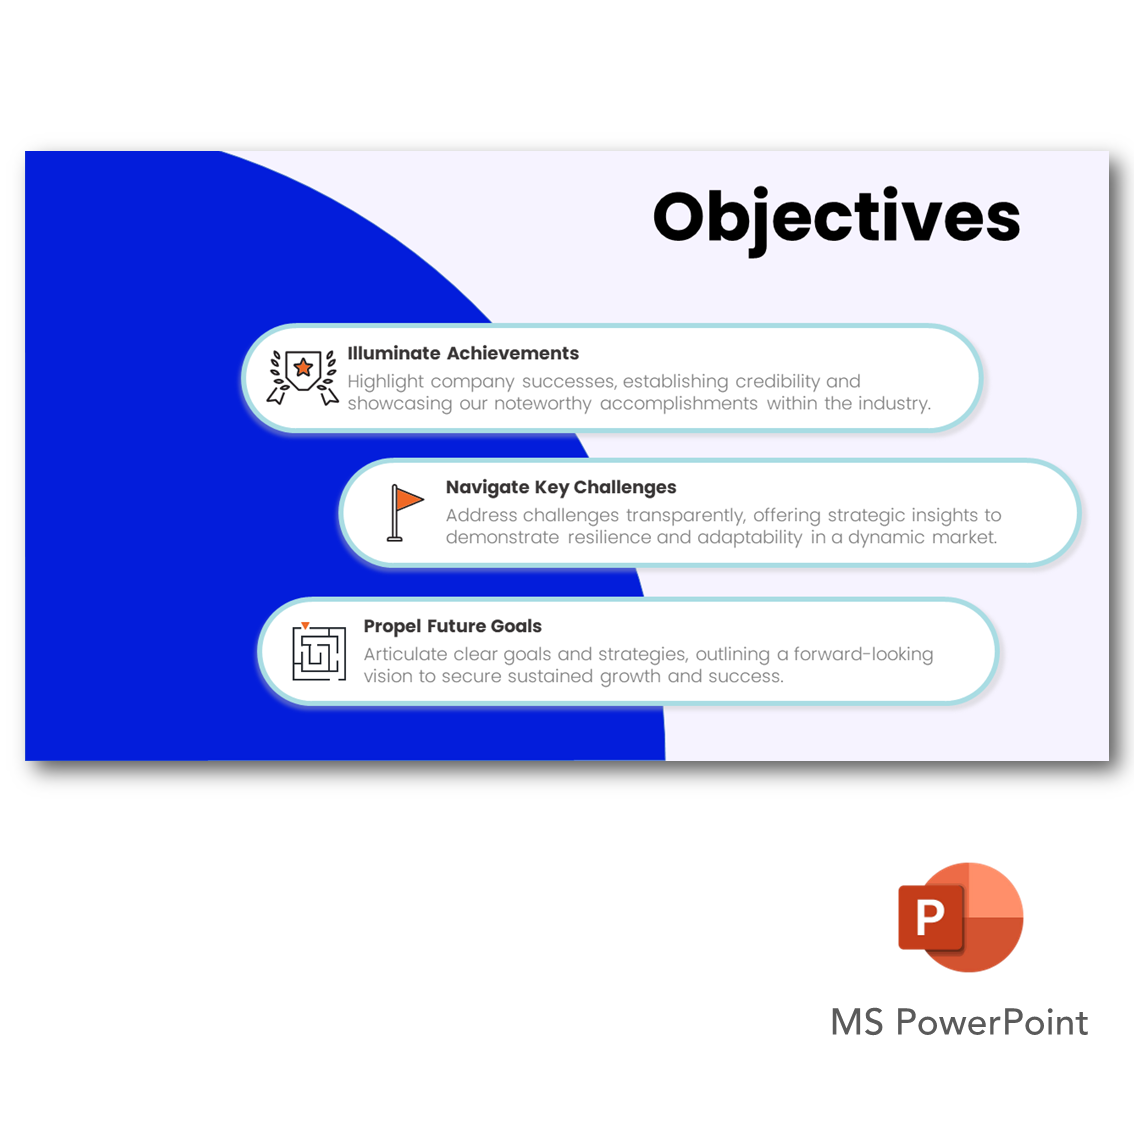 Objectives
Illuminate Achievements
Highlight company successes, establishing credibility and
showcasing our noteworthy accomplishments within the industry.
Navigate Key Challenges
Address challenges transparently, offering strategic insights to
demonstrate resilience and adaptability in a dynamic market.
Propel Future Goals
Articulate clear goals and strategies, outlining a forward-looking
vision to secure sustained growth and success.
P
MS PowerPoint